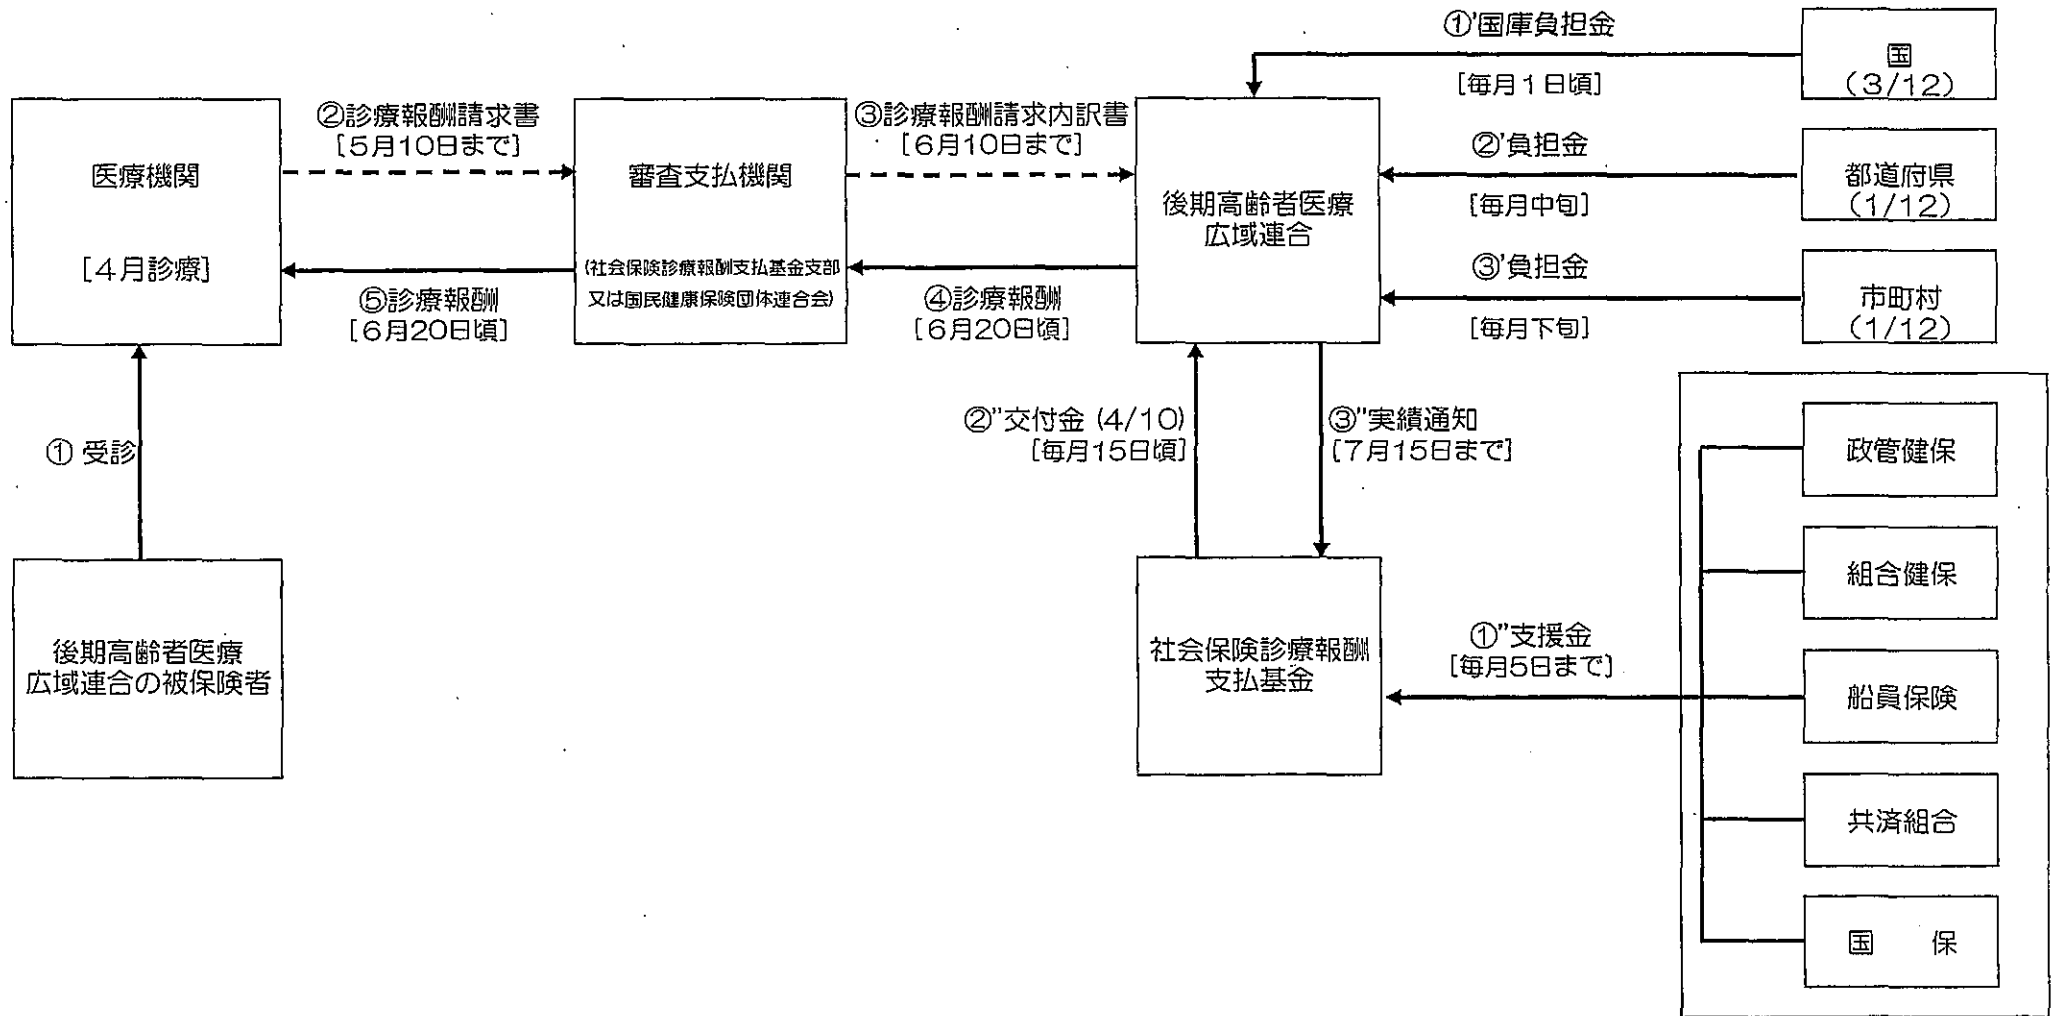 ①'国庫負担金
[毎月1日頃]
国
(3/12)
②診療報酬請求書
[5月10日まで]
③診療報酬請求内訳書
[6月10日まで]
②'負担金
[毎月中旬]
都道府県
(1/12)
医療機関
[4月診療]
審査支払機関
(社会保険診療報酬支払基金支部
又は国民健康保険団体連合会)
後期高齢者医療
広域連合
⑤診療報酬
[6月20日頃]
④診療報酬
[6月20日頃]
③'負担金
[毎月下旬]
市町村
(1/12)
① 受診
②"交付金 (4/10)
[毎月15日頃]
③"実績通知
[7月15日まで]
政管健保
組合健保
後期高齢者医療
広域連合の被保険者
社会保険診療報酬
支払基金
①"支援金
[毎月5日まで]
船員保険
共済組合
国 保